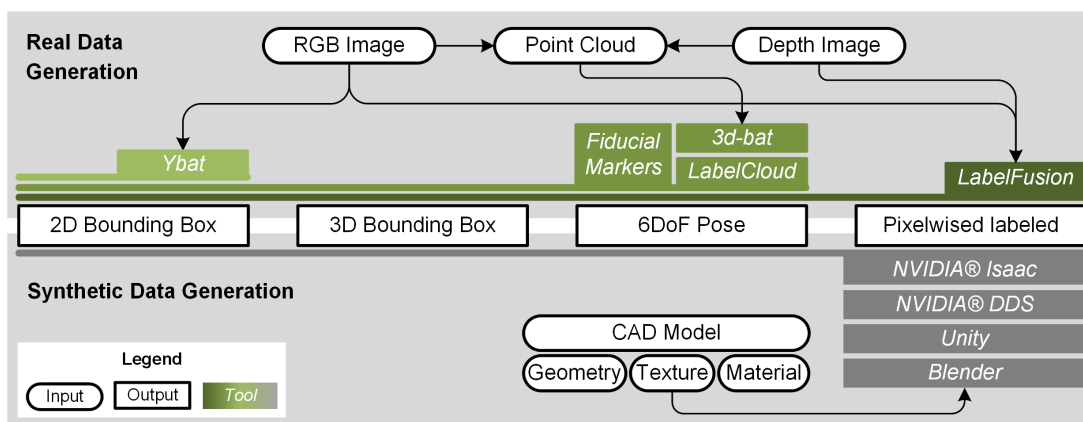 Real Data
Generation
RGB Image
Point Cloud
Depth Image
Ybat
Fiducial
Markers
3d-bat
LabelCloud
LabelFusion
2D Bounding Box
3D Bounding Box
6DoF Pose
Pixelwised labeled
Synthetic Data Generation
NVIDIA® Isaac
NVIDIA® DDS
Unity
Blender
CAD Model
Geometry
Texture
Material
Legend
Input
Output
Tool